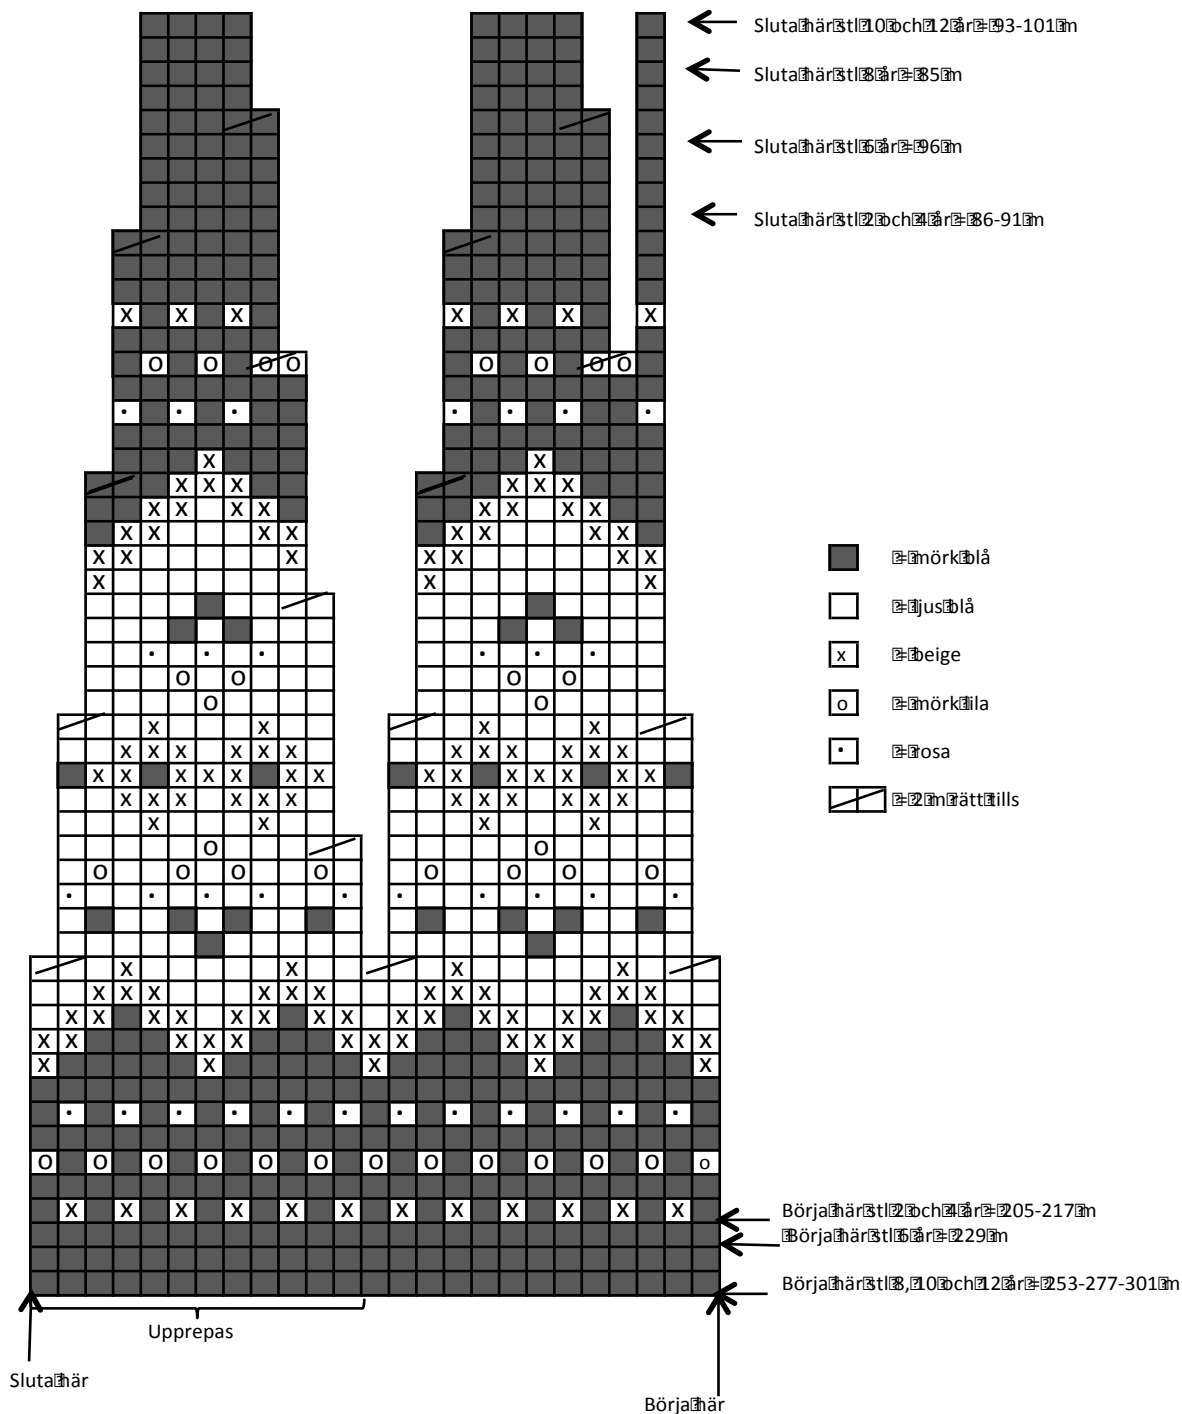 Sluta här stl 10 och 12 år = 93-101 m
Sluta här stl 8 år = 85 m
Sluta här stl 6 år = 96 m
Sluta här stl 2 och 4 år = 86-91 m
= mörk blå
= ljus blå
x = beige
o = mörk lila
· = rosa
= 2 m rätt tills
Börja här stl 2 och 4 år = 205-217 m
Börja här stl 6 år = 229 m
Börja här stl 8, 10 och 12 år = 253-277-301 m
Upprepas
Sluta här
Börja här